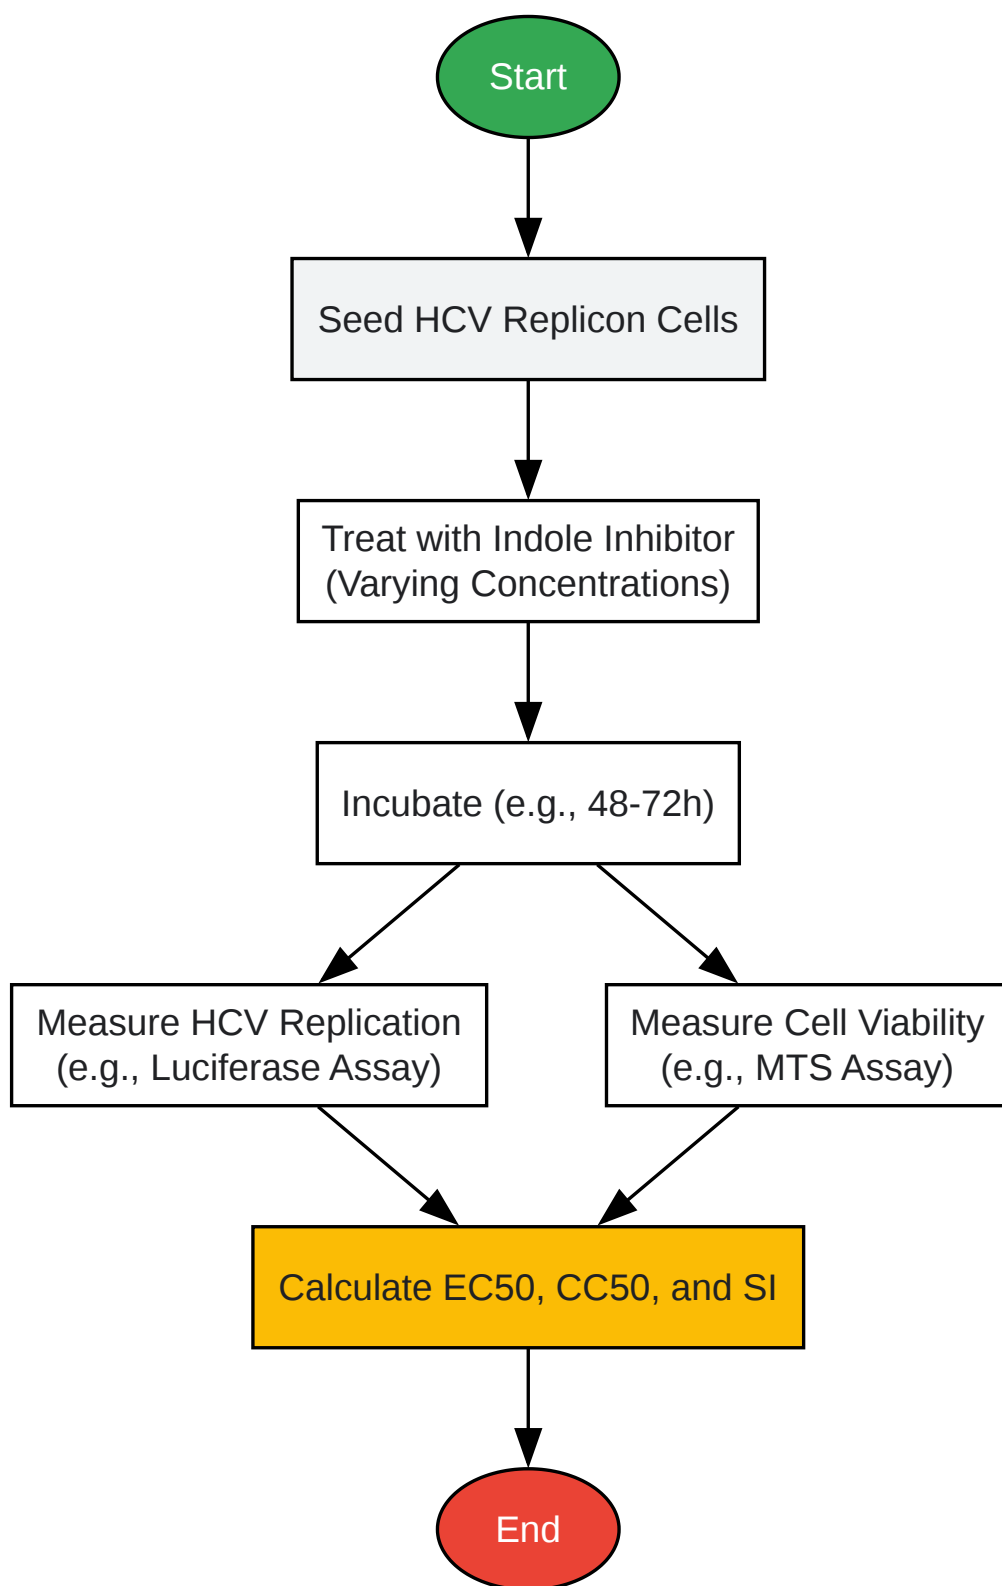 Start
Seed HCV Replicon Cells
Treat with Indole Inhibitor
(Varying Concentrations)
Incubate (e.g., 48-72h)
Measure HCV Replication
(e.g., Luciferase Assay)
Measure Cell Viability
(e.g., MTS Assay)
Calculate EC50, CC50, and SI
End